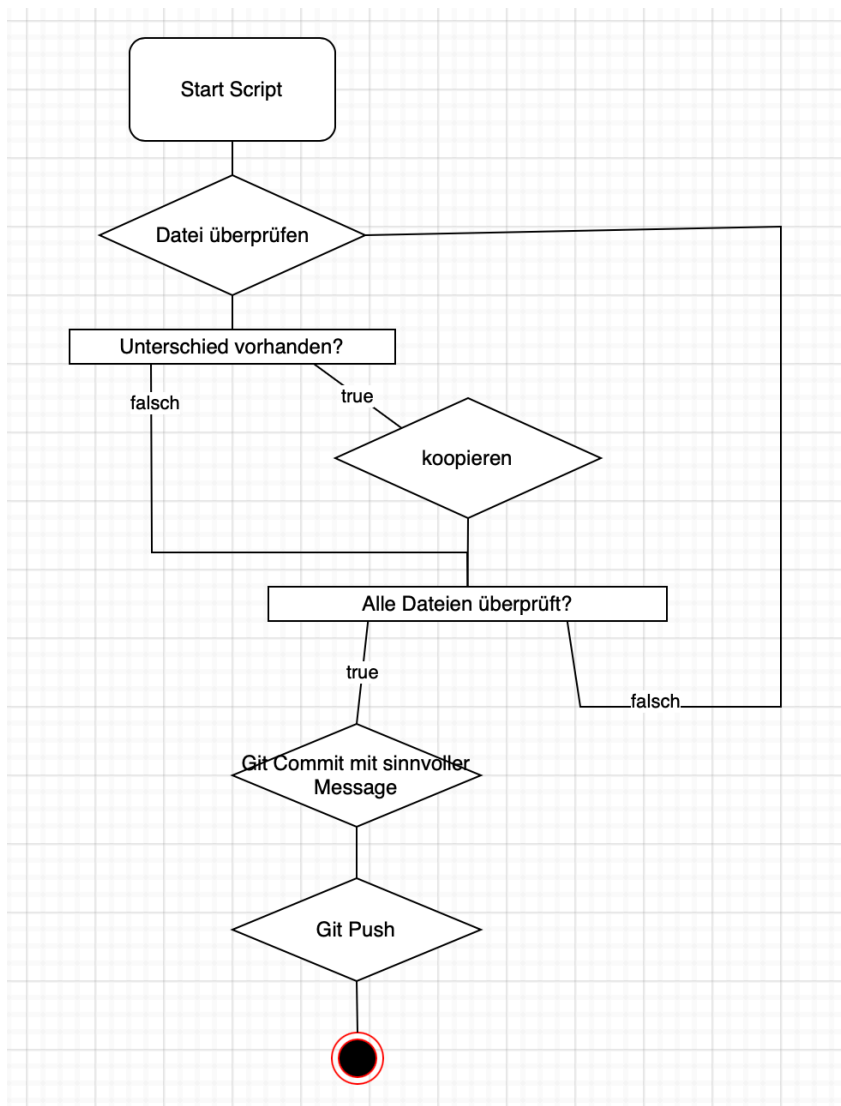 Start Script
Datei überprüfen
Unterschied vorhanden?
falsch
true
koopieren
Alle Dateien überprüft?
true
falsch
Git Commit mit sinnvoller
Message
Git Push